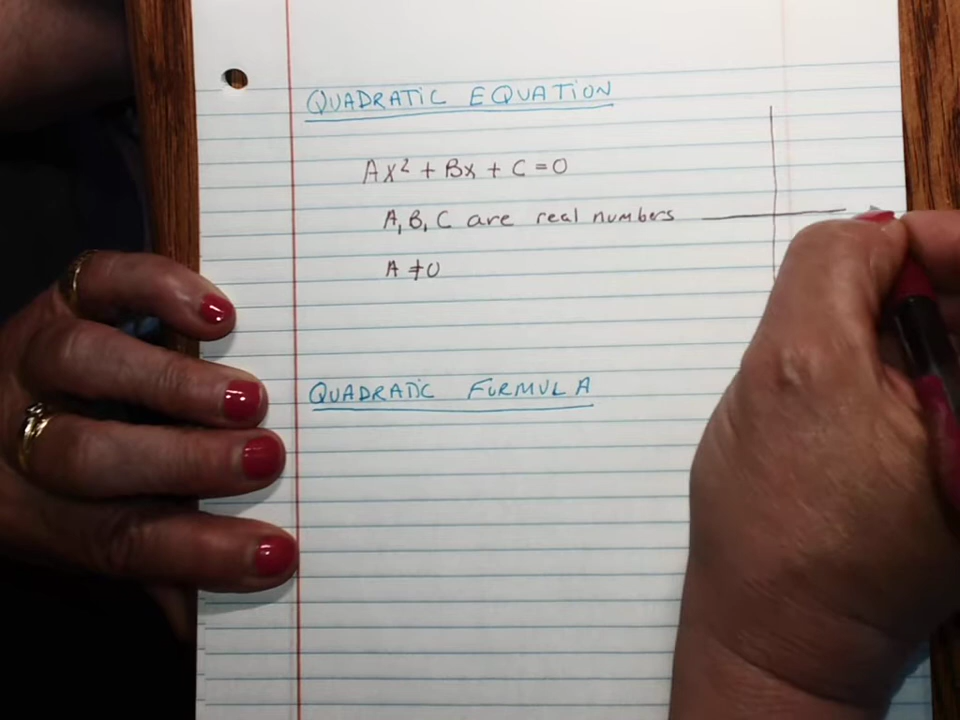 QUADRATIC EQUATION
Ax² + Bx + C = 0
A, B, C are real numbers
A ≠ 0
QUADRATIC FORMULA